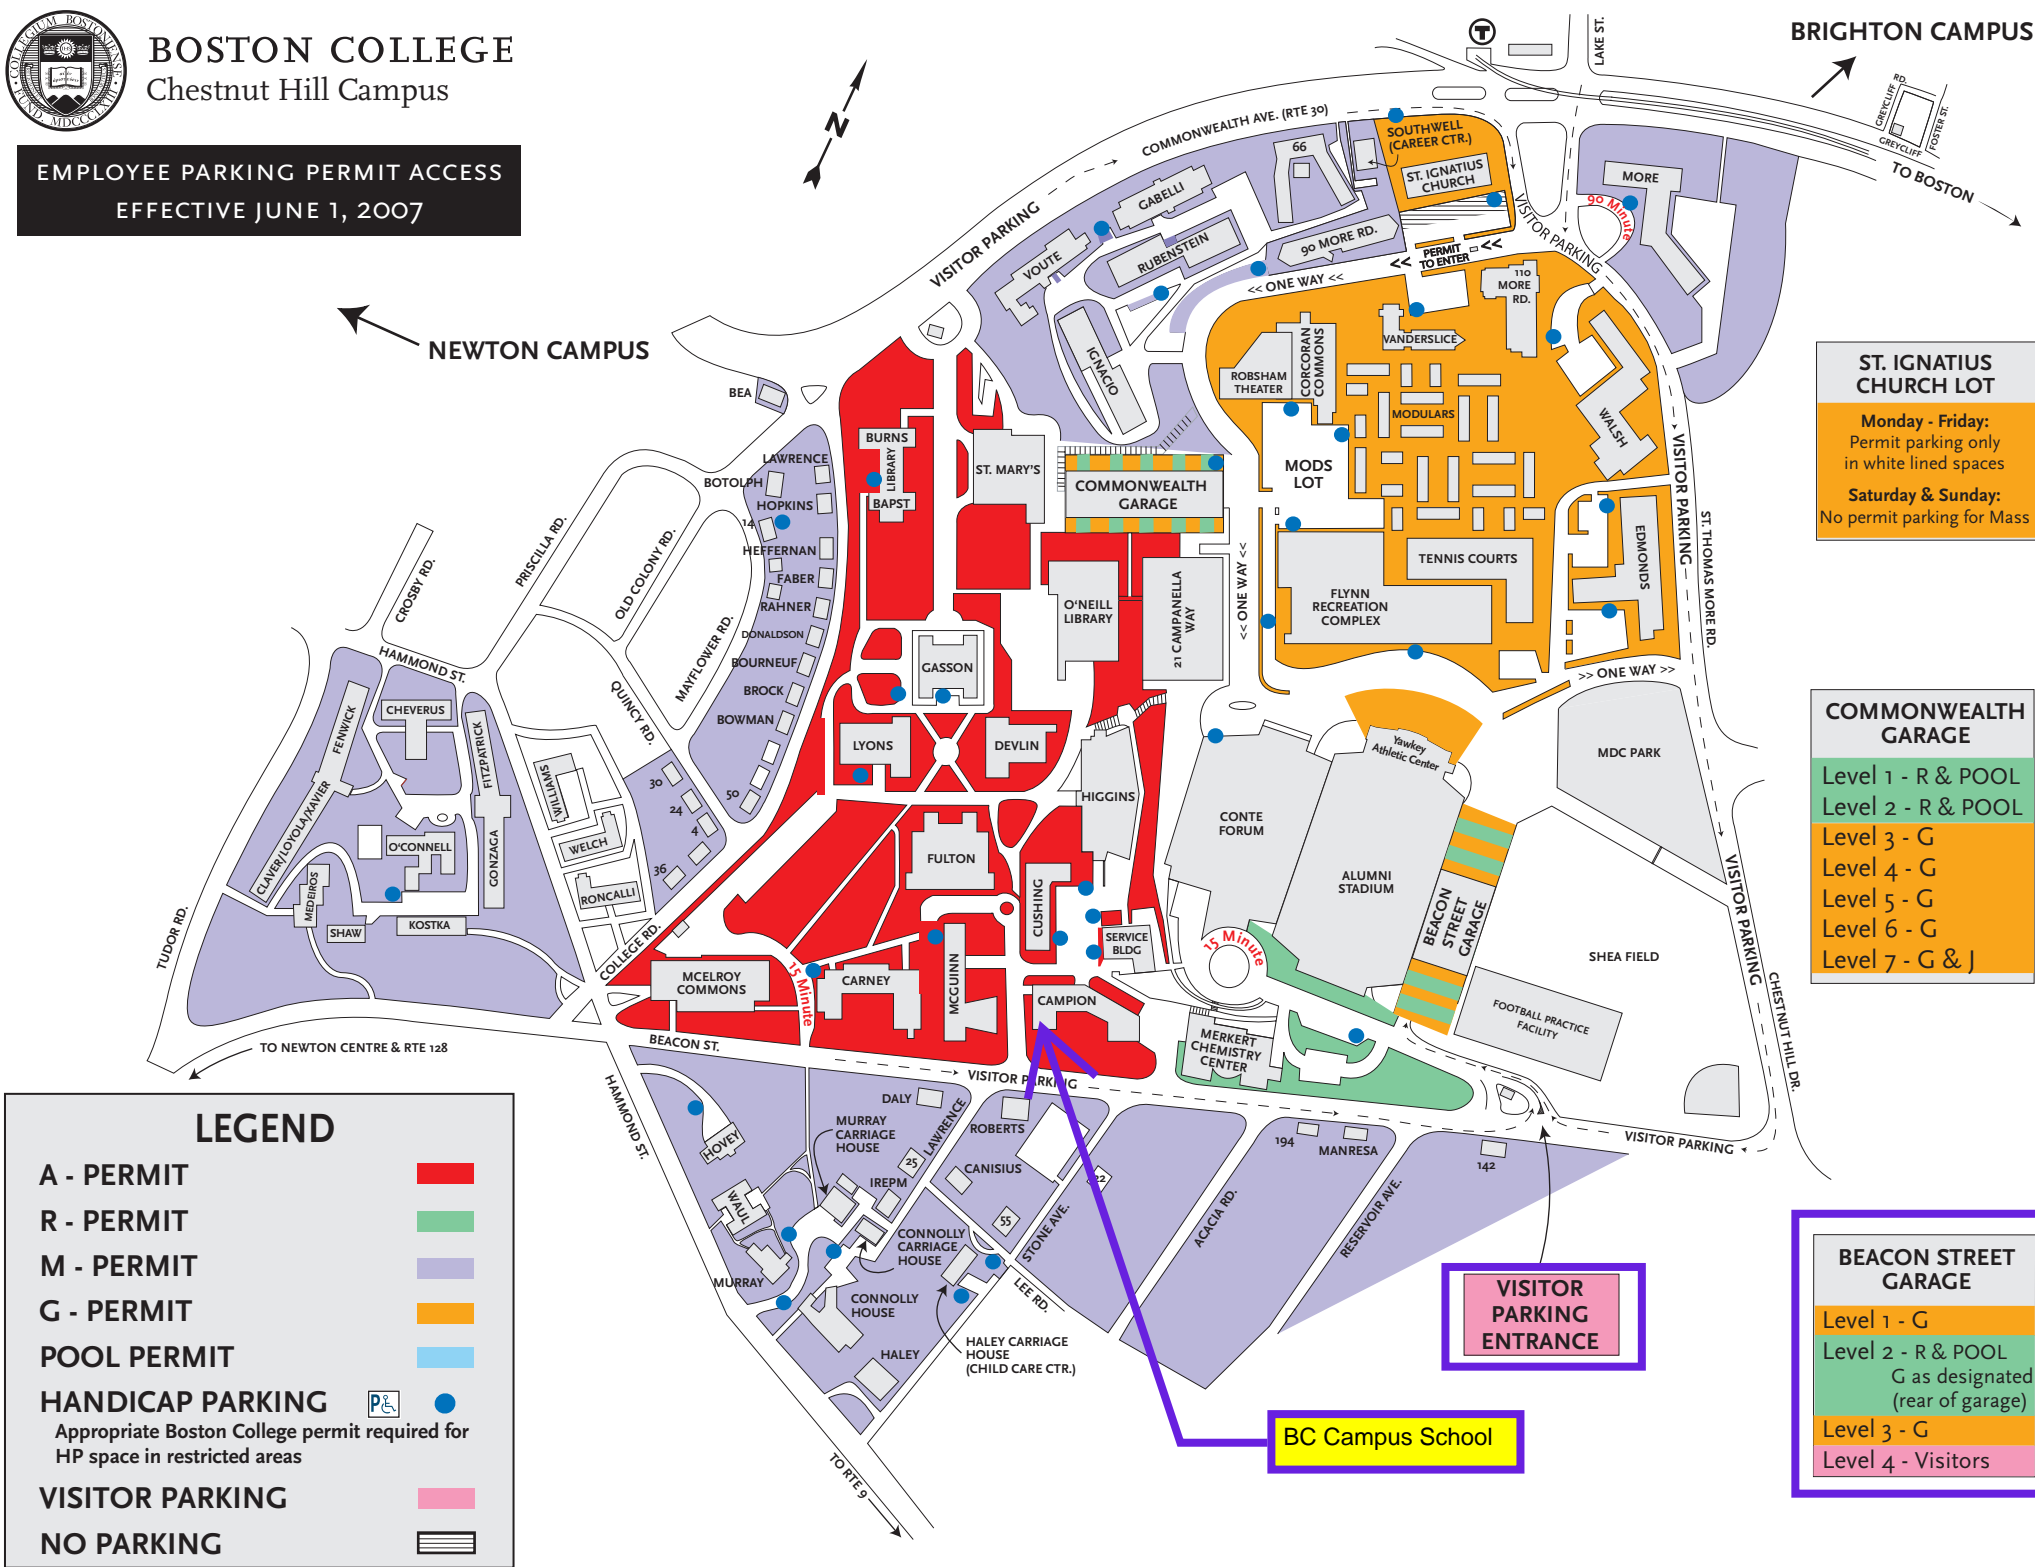 BOSTON COLLEGE
Chestnut Hill Campus
EMPLOYEE PARKING PERMIT ACCESS
EFFECTIVE JUNE 1, 2007
N
NEWTON CAMPUS
BRIGHTON CAMPUS
T
LAKE ST.
GREYCLIFF RD.
FOSTER ST.
GREYCLIFF
TO BOSTON
COMMONWEALTH AVE. (RTE 30)
VISITOR PARKING
SOUTHWELL
(CAREER CTR.)
ST. IGNATIUS
CHURCH
66
GABELLI
VOUTE
RUBENSTEIN
90 MORE RD.
PERMIT
TO ENTER
<<
<<
<< ONE WAY <<
VISITOR PARKING
MORE
90 Minute
110
MORE
RD.
VANDERSLICE
IGNACIO
ROBSHAM
THEATER
CORCORAN
COMMONS
MODULARS
WALSH
MODS
LOT
BEA
BURNS
LIBRARY
BAPST
ST. MARY'S
COMMONWEALTH
GARAGE
LAWRENCE
BOTOLPH
HOPKINS
14
HEFFERNAN
FABER
RAHNER
DONALDSON
BOURNEUF
BROCK
BOWMAN
50
30
24
4
36
CROSBY RD.
PRISCILLA RD.
OLD COLONY RD.
MAYFLOWER RD.
HAMMOND ST.
QUINCY RD.
TUDOR RD.
COLLEGE RD.
O'NEILL
LIBRARY
21 CAMPANELLA
WAY
<< ONE WAY <<
FLYNN
RECREATION
COMPLEX
TENNIS COURTS
EDMONDS
VISITOR PARKING
ST. THOMAS MORE RD.
>> ONE WAY >>
GASSON
LYONS
DEVLIN
HIGGINS
FULTON
CUSHING
MCGUINN
CARNEY
MCELROY
COMMONS
15 Minute
SERVICE
BLDG
CAMPION
CONTE
FORUM
Yawkey
Athletic Center
ALUMNI
STADIUM
BEACON
STREET
GARAGE
MDC PARK
SHEA FIELD
FOOTBALL PRACTICE
FACILITY
VISITOR PARKING
CHESTNUT HILL DR.
15 Minute
MERKERT
CHEMISTRY
CENTER
FENWICK
CLAVER/LOYOLA/XAVIER
CHEVERUS
FITZPATRICK
GONZAGA
O'CONNELL
MEDEIROS
SHAW
KOSTKA
WILLIAMS
WELCH
RONCALLI
TO NEWTON CENTRE & RTE 128
BEACON ST.
VISITOR PARKING
VISITOR PARKING
HAMMOND ST.
HOVEY
WAUL
MURRAY
MURRAY
CARRIAGE
HOUSE
DALY
LAWRENCE
25
IREPM
ROBERTS
CANISIUS
55
22
STONE AVE.
LEE RD.
CONNOLLY
CARRIAGE
HOUSE
CONNOLLY
HOUSE
HALEY
HALEY CARRIAGE
HOUSE
(CHILD CARE CTR.)
TO RTE 9
ACACIA RD.
RESERVOIR AVE.
194
MANRESA
142
VISITOR
PARKING
ENTRANCE
BC Campus School
ST. IGNATIUS
CHURCH LOT
Monday - Friday:
Permit parking only
in white lined spaces
Saturday & Sunday:
No permit parking for Mass
COMMONWEALTH
GARAGE
Level 1 - R & POOL
Level 2 - R & POOL
Level 3 - G
Level 4 - G
Level 5 - G
Level 6 - G
Level 7 - G & J
BEACON STREET
GARAGE
Level 1 - G
Level 2 - R & POOL
G as designated
(rear of garage)
Level 3 - G
Level 4 - Visitors
LEGEND
A - PERMIT
R - PERMIT
M - PERMIT
G - PERMIT
POOL PERMIT
HANDICAP PARKING P
Appropriate Boston College permit required for
HP space in restricted areas
VISITOR PARKING
NO PARKING